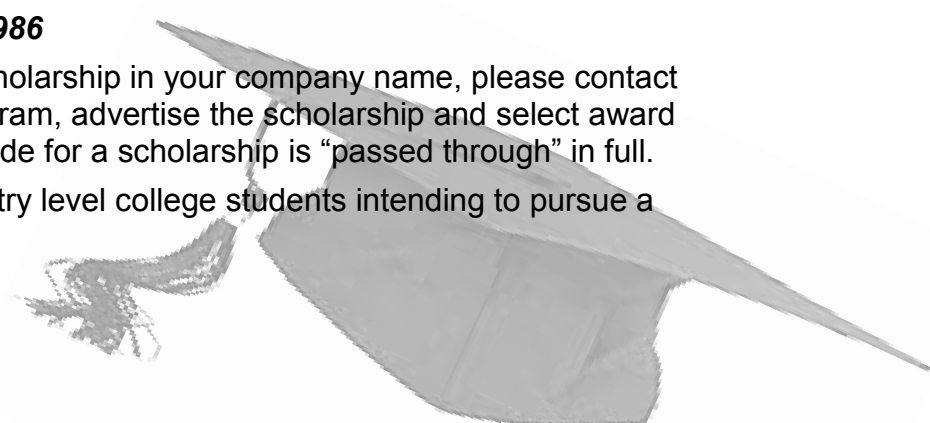 986
holarship in your company name, please contact
ram, advertise the scholarship and select award
de for a scholarship is “passed through” in full.
try level college students intending to pursue a